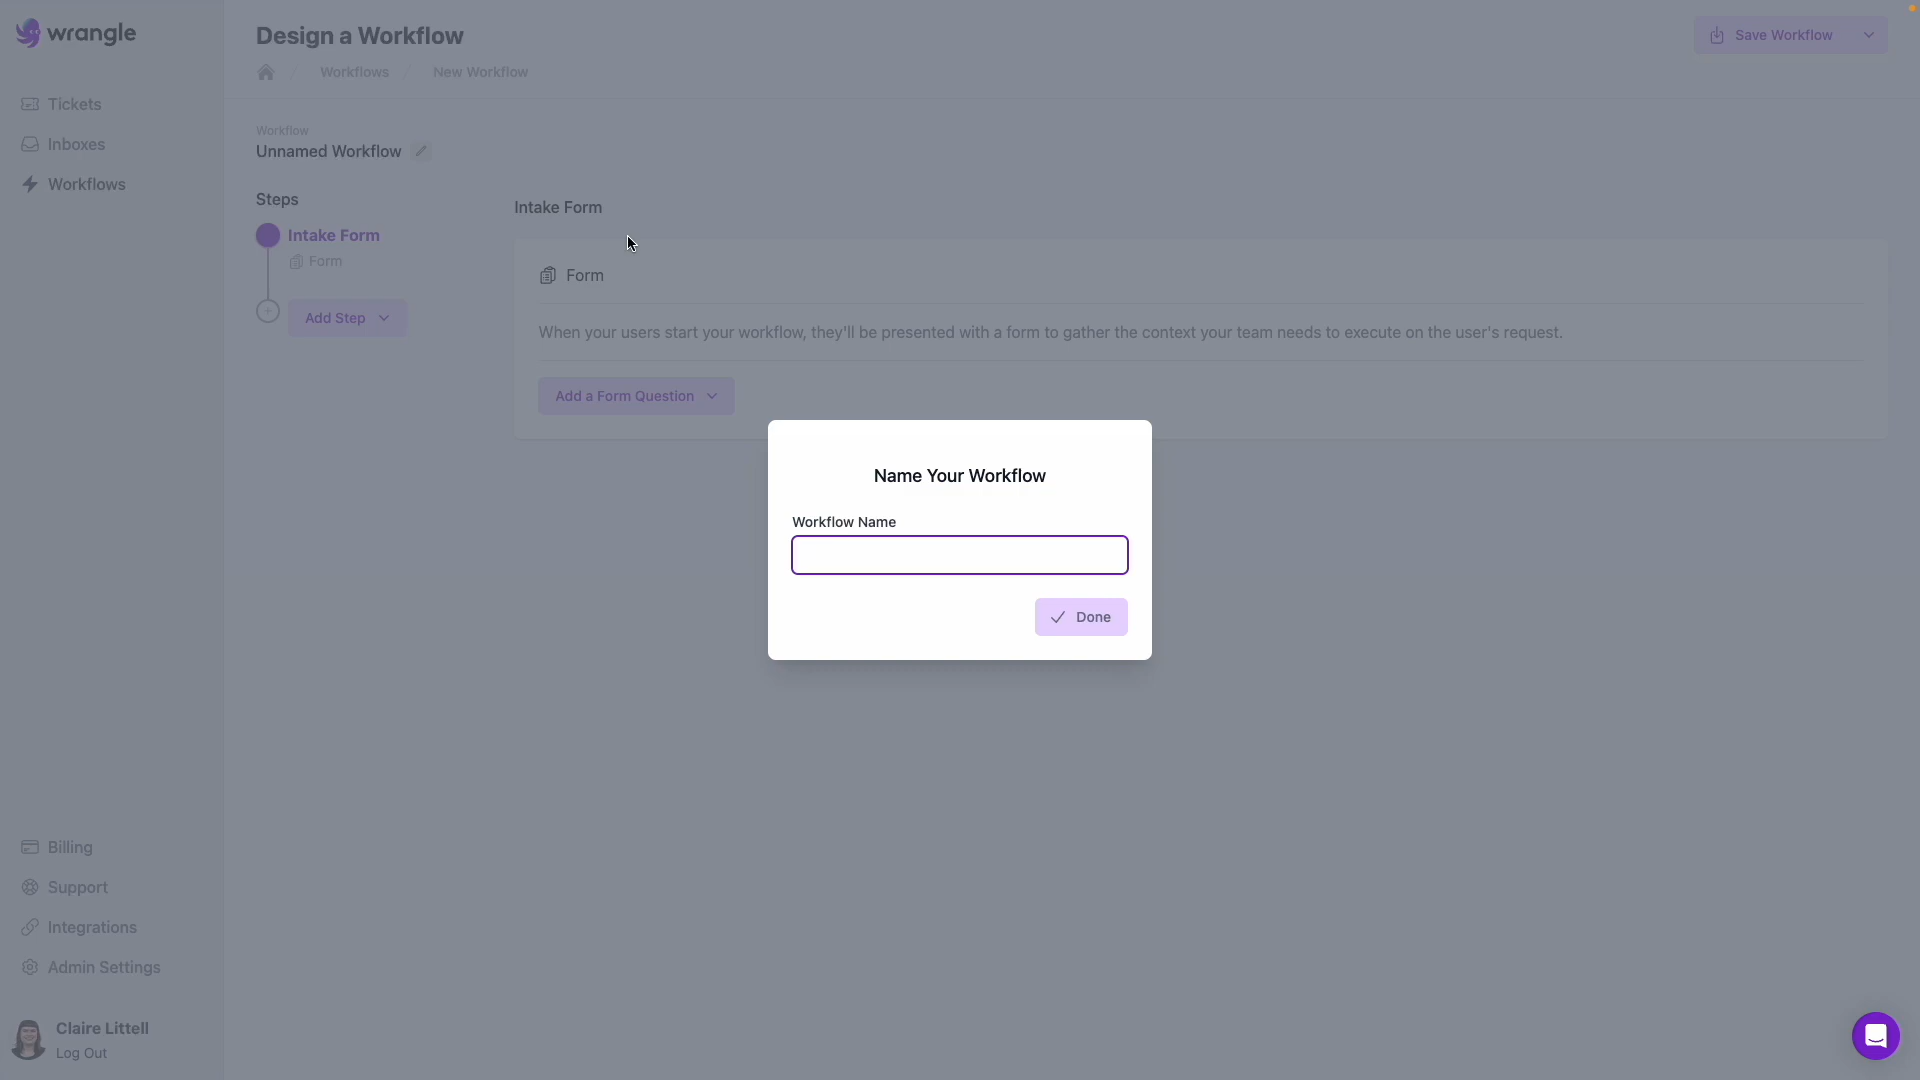 wrangle
Design a Workflow
Save Workflow
Workflows
New Workflow
Tickets
Inboxes
Workflows
Workflow
Unnamed Workflow
Steps
Intake Form
Form
Add Step
Intake Form
Form
When your users start your workflow, they'll be presented with a form to gather the context your team needs to execute on the user's request.
Add a Form Question
Name Your Workflow
Workflow Name
Done
Billing
Support
Integrations
Admin Settings
Claire Littell
Log Out